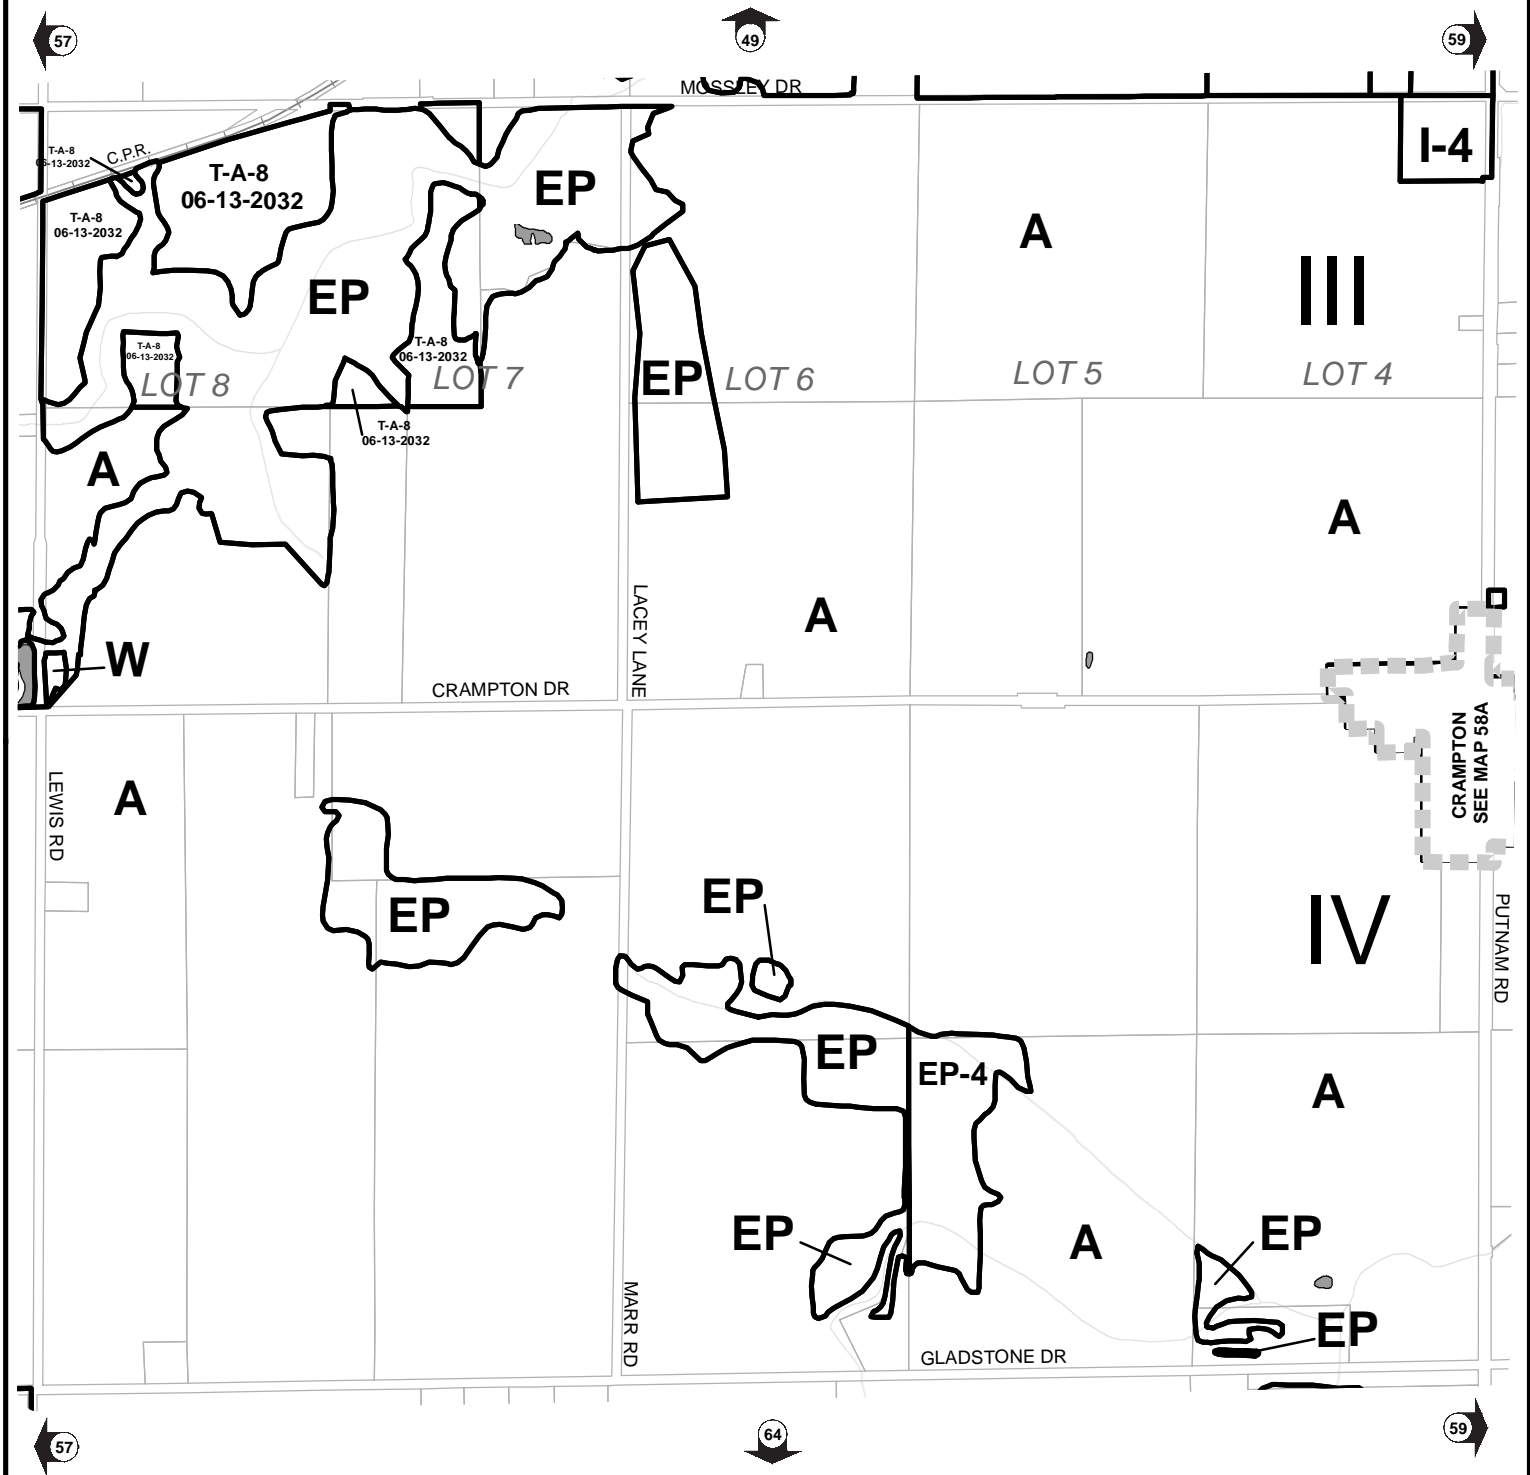 57
49
59
MOSSLEY DR
C.P.R.
T-A-8
06-13-2032
T-A-8
06-13-2032
I-4
EP
T-A-8
06-13-2032
A
EP
III
T-A-8
06-13-2032
T-A-8
06-13-2032
LOT 8
LOT 7
EP
LOT 6
LOT 5
LOT 4
T-A-8
06-13-2032
A
A
LACEY LANE
A
W
CRAMPTON DR
CRAMPTON
SEE MAP 58A
LEWIS RD
A
EP
EP
IV
PUTNAM RD
EP
EP-4
A
EP
A
EP
MARR RD
EP
GLADSTONE DR
57
64
59